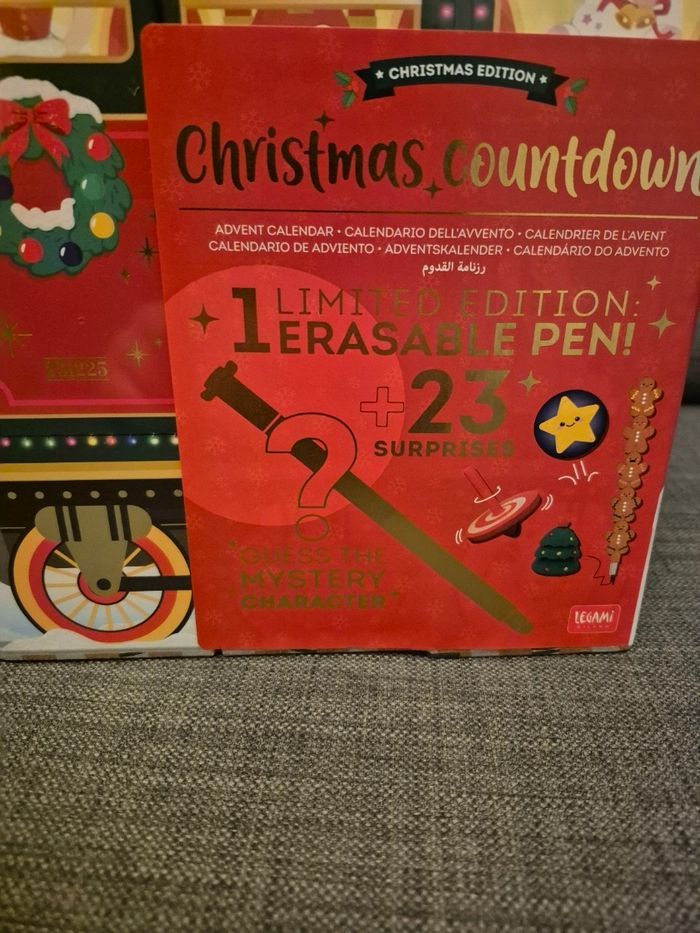 ★ CHRISTMAS EDITION ★
Christmas countdown
ADVENT CALENDAR • CALENDARIO DELL'AVVENTO • CALENDRIER DE L'AVENT
CALENDARIO DE ADVIENTO • ADVENTSKALENDER • CALENDÁRIO DO ADVENTO
رزنامة القدوم
1 LIMITED EDITION:
ERASABLE PEN!
+23
SURPRISES
?
GUESS THE
MYSTERY
CHARACTER
LEGAMI
MILANO